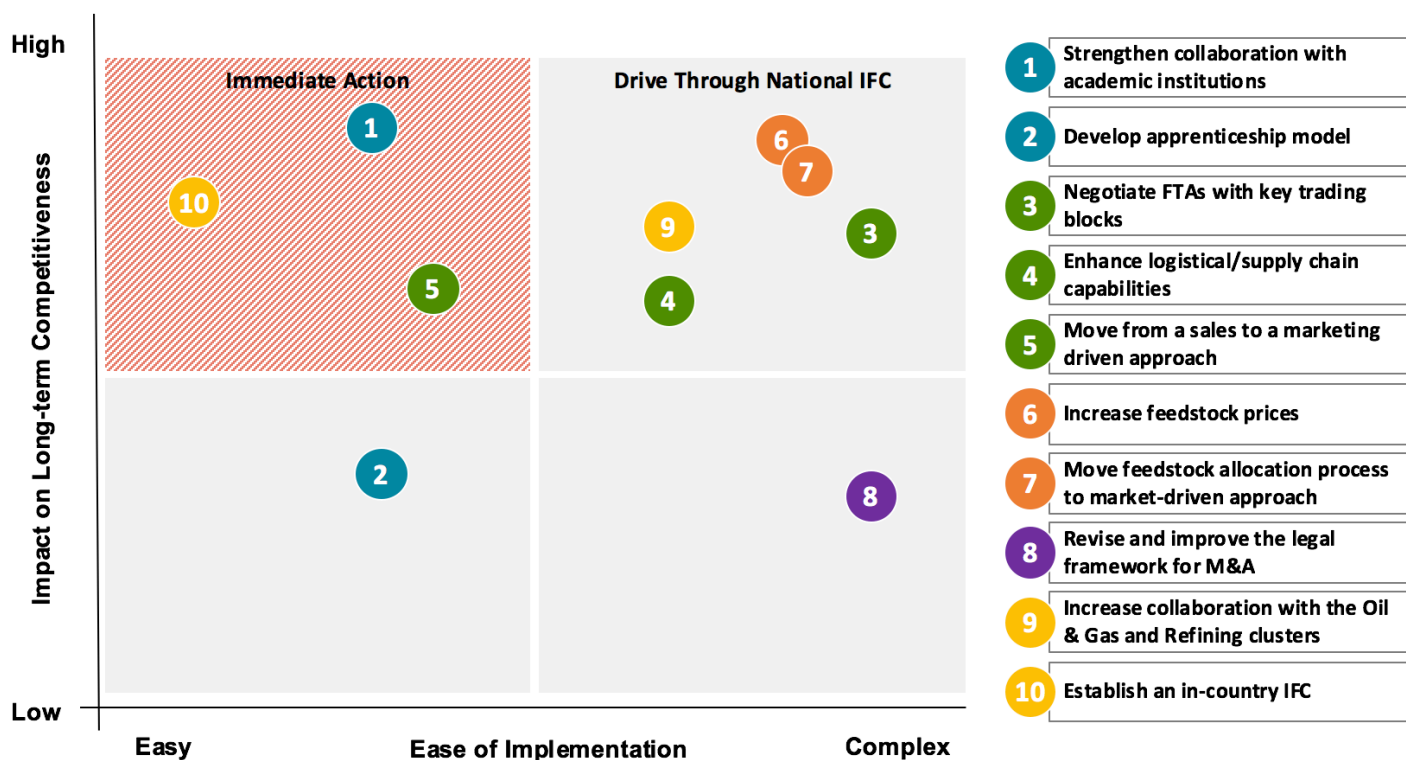 High
Immediate Action
Drive Through National IFC
1
6
7
10
9
3
5
4
2
8
Impact on Long-term Competitiveness
Low
Easy
Ease of Implementation
Complex
1
Strengthen collaboration with
academic institutions
2
Develop apprenticeship model
3
Negotiate FTAs with key trading
blocks
4
Enhance logistical/supply chain
capabilities
5
Move from a sales to a marketing
driven approach
6
Increase feedstock prices
7
Move feedstock allocation process
to market-driven approach
8
Revise and improve the legal
framework for M&A
9
Increase collaboration with the Oil
& Gas and Refining clusters
10
Establish an in-country IFC